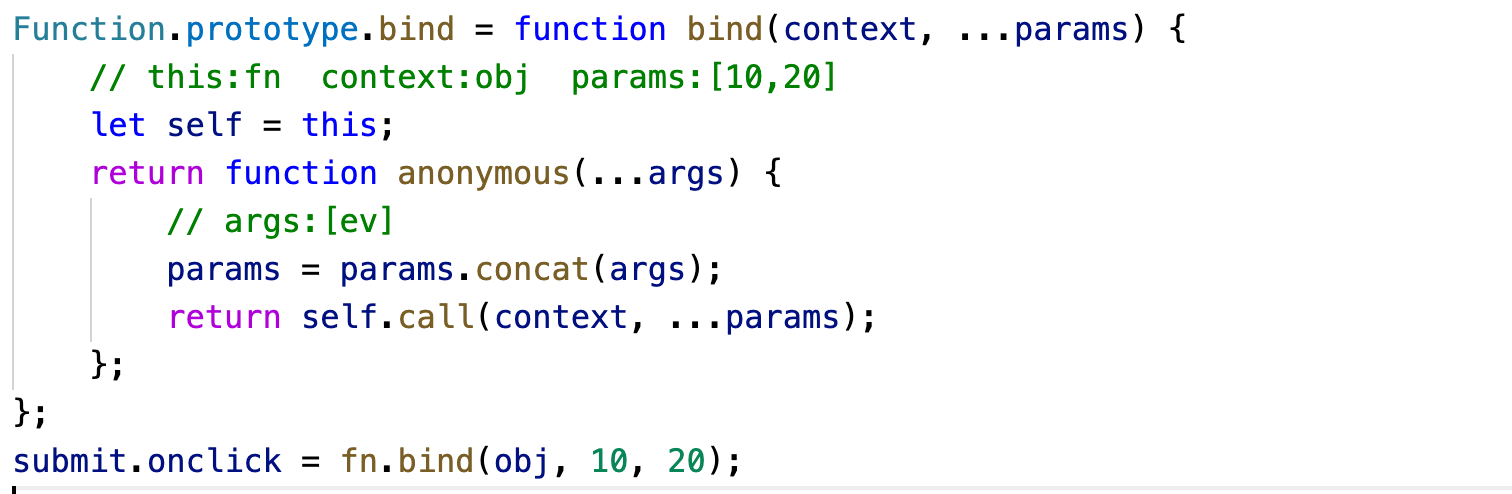 Function.prototype.bind = function bind(context, ...params) {
    // this:fn  context:obj  params:[10,20]
    let self = this;
    return function anonymous(...args) {
        // args:[ev]
        params = params.concat(args);
        return self.call(context, ...params);
    };
};
submit.onclick = fn.bind(obj, 10, 20);